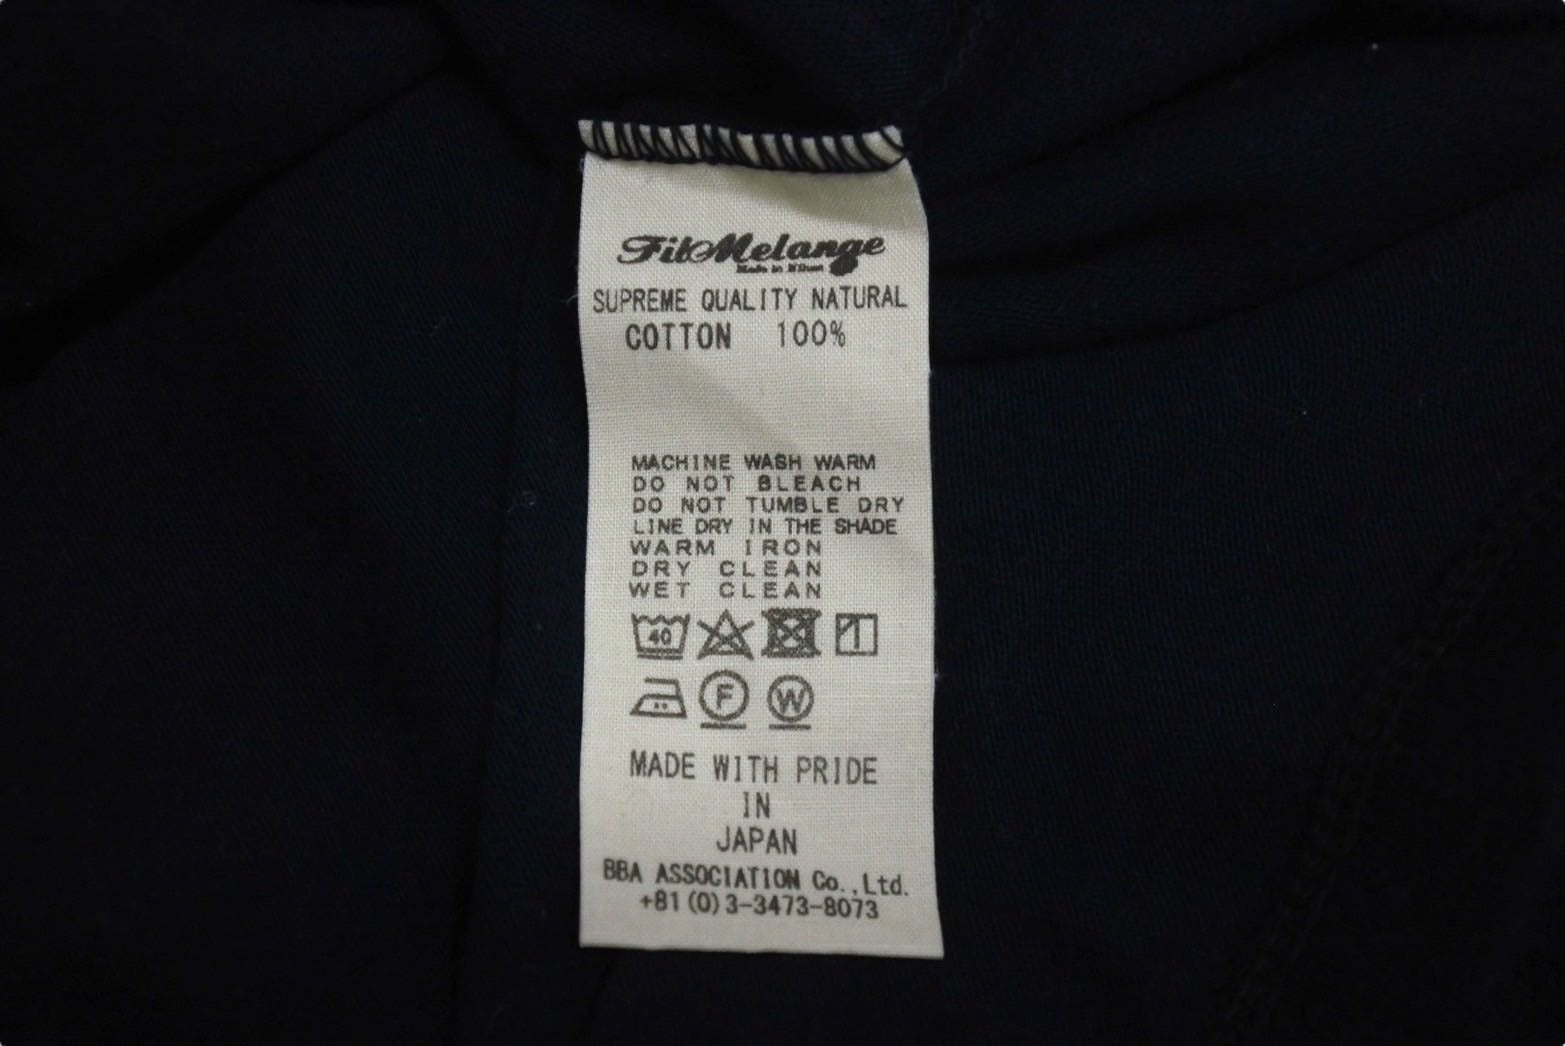 FilMelange
SUPREME QUALITY NATURAL
COTTON 100%
MACHINE WASH WARM
DO NOT BLEACH
DO NOT TUMBLE DRY
LINE DRY IN THE SHADE
WARM IRON
DRY CLEAN
WET CLEAN
40
F W
MADE WITH PRIDE
IN
JAPAN
BBA ASSOCIATION Co.,Ltd.
+81(0)3-3473-8073